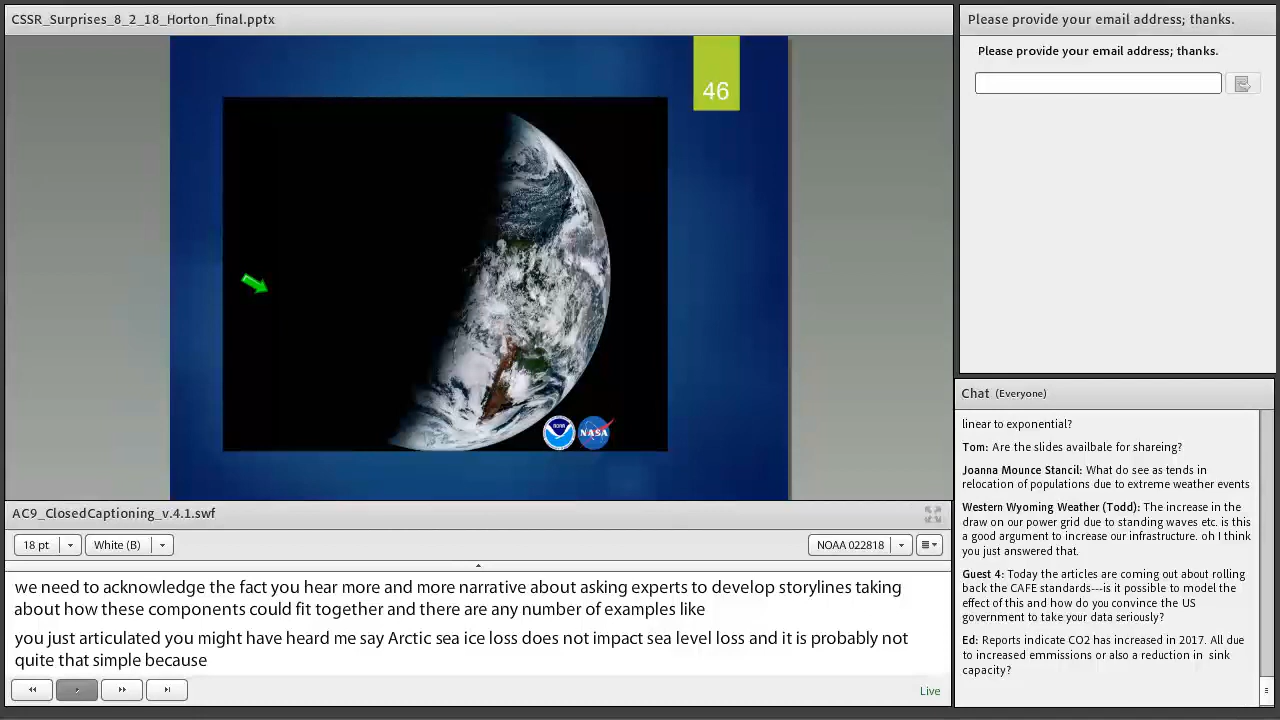 CSSR_Surprises_8_2_18_Horton_final.pptx
46
NOAA
NASA
AC9_ClosedCaptioning_v.4.1.swf
18 pt
White (B)
NOAA 022818
we need to acknowledge the fact you hear more and more narrative about asking experts to develop storylines taking
about how these components could fit together and there are any number of examples like
you just articulated you might have heard me say Arctic sea ice loss does not impact sea level loss and it is probably not
quite that simple because
Live
Please provide your email address; thanks.
Please provide your email address; thanks.
Chat (Everyone)
linear to exponential?
Tom: Are the slides availbale for shareing?
Joanna Mounce Stancil: What do see as tends in
relocation of populations due to extreme weather events
Western Wyoming Weather (Todd): The increase in the
draw on our power grid due to standing waves etc. is this
a good argument to increase our infrastructure. oh I think
you just answered that.
Guest 4: Today the articles are coming out about rolling
back the CAFE standards---is it possible to model the
effect of this and how do you convince the US
government to take your data seriously?
Ed: Reports indicate CO2 has increased in 2017. All due
to increased emmissions or also a reduction in  sink
capacity?